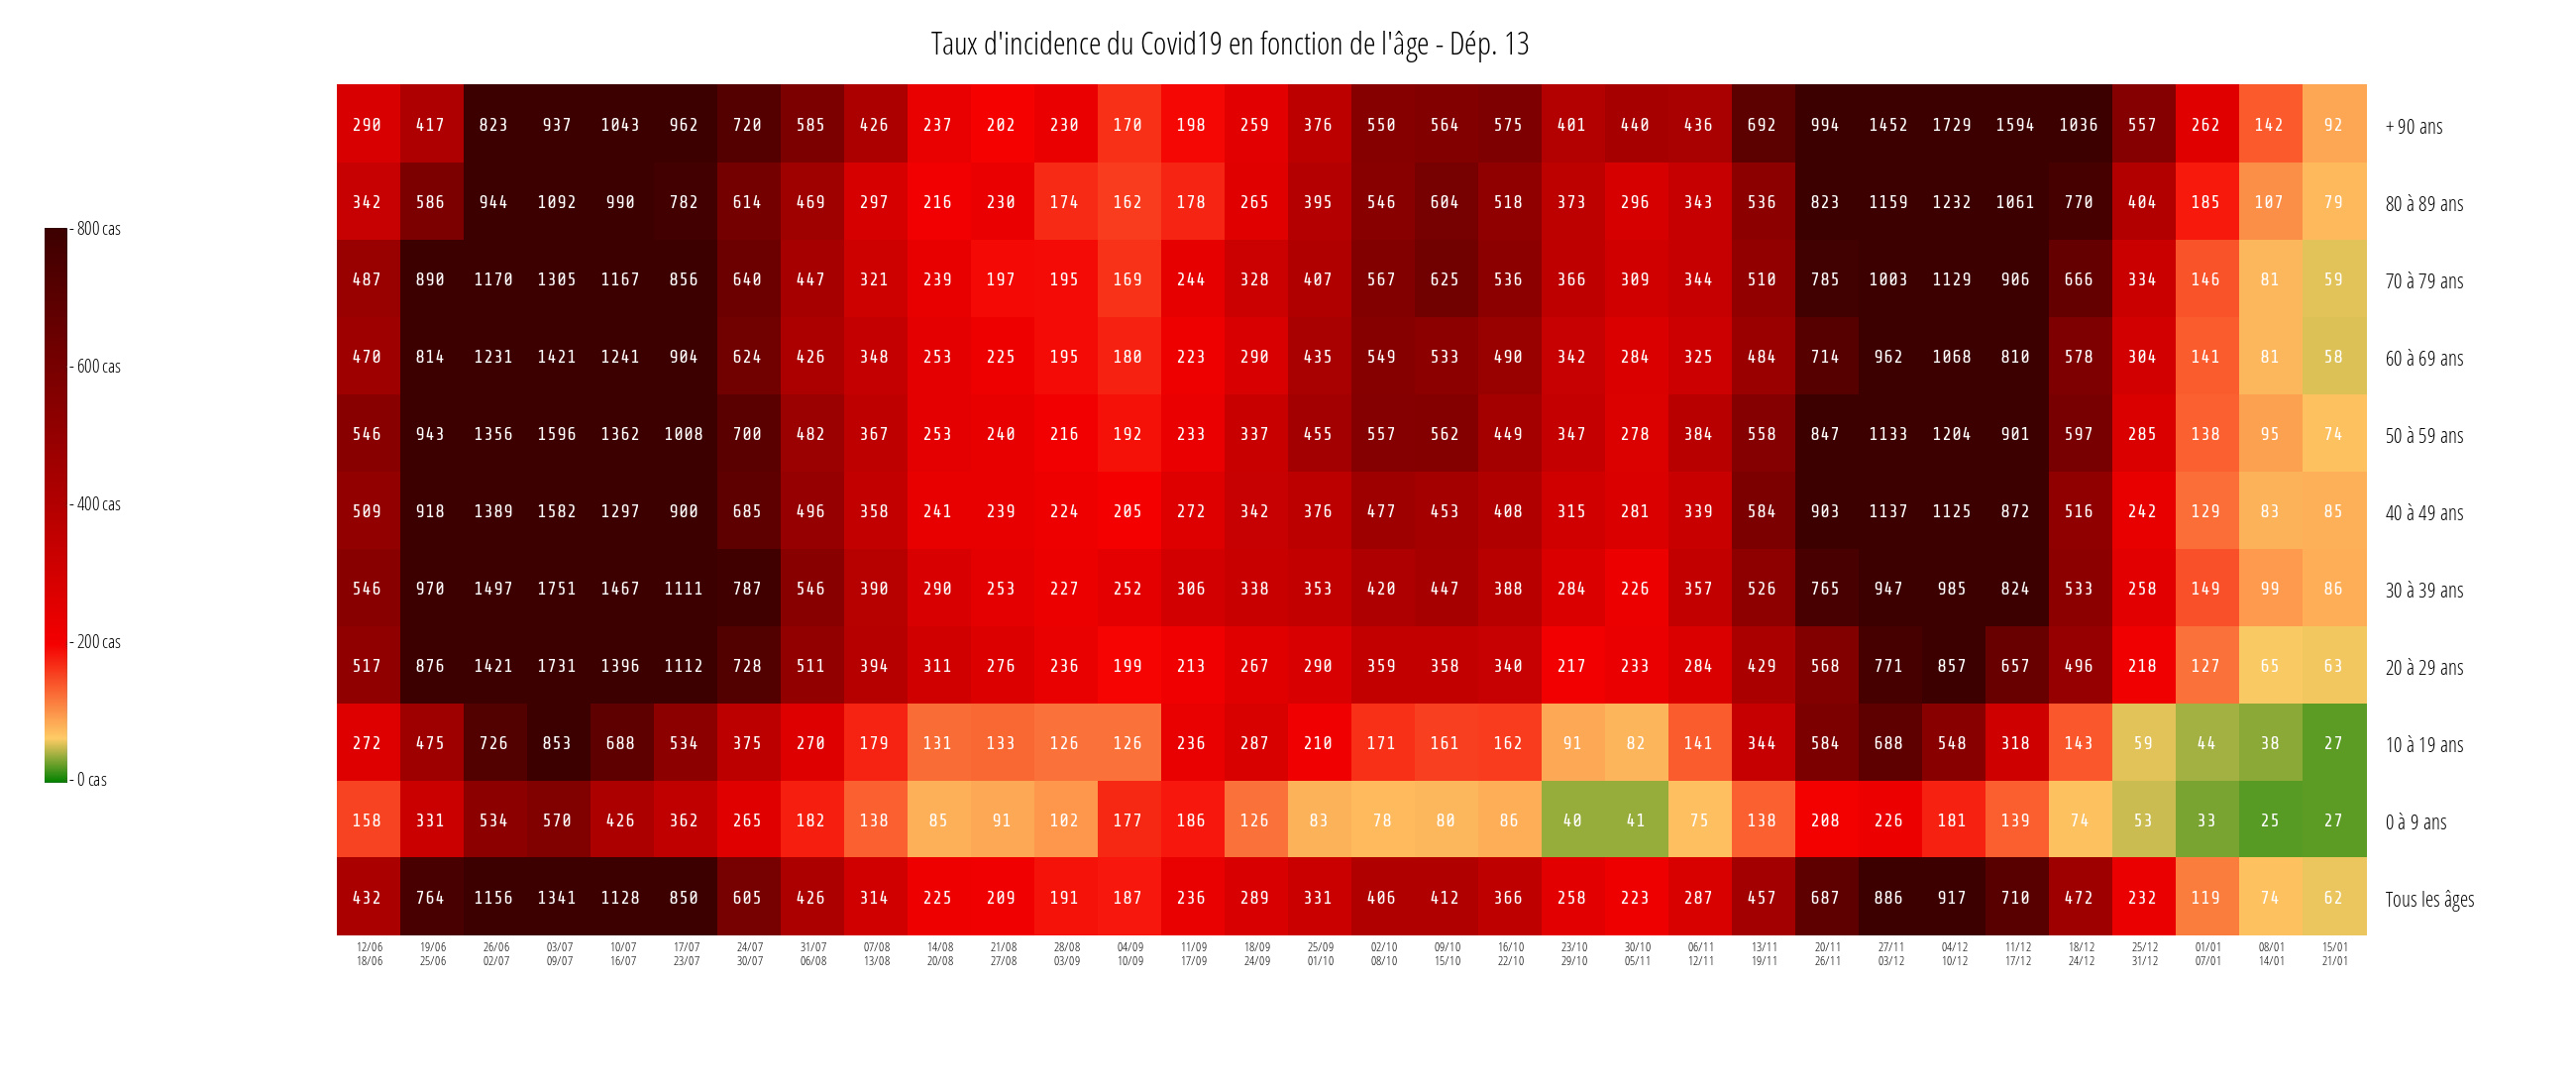 Taux d'incidence du Covid19 en fonction de l'âge - Dép. 13
- 800 cas
- 600 cas
- 400 cas
- 200 cas
- 0 cas
290 417 823 937 1043 962 720 585 426 237 202 230 170 198 259 376 550 564 575 401 440 436 692 994 1452 1729 1594 1036 557 262 142 92 + 90 ans
342 586 944 1092 990 782 614 469 297 216 230 174 162 178 265 395 546 604 518 373 296 343 536 823 1159 1232 1061 770 404 185 107 79 80 à 89 ans
487 890 1170 1305 1167 856 640 447 321 239 197 195 169 244 328 407 567 625 536 366 309 344 510 785 1003 1129 906 666 334 146 81 59 70 à 79 ans
470 814 1231 1421 1241 904 624 426 348 253 225 195 180 223 290 435 549 533 490 342 284 325 484 714 962 1068 810 578 304 141 81 58 60 à 69 ans
546 943 1356 1596 1362 1008 700 482 367 253 240 216 192 233 337 455 557 562 449 347 278 384 558 847 1133 1204 901 597 285 138 95 74 50 à 59 ans
509 918 1389 1582 1297 900 685 496 358 241 239 224 205 272 342 376 477 453 408 315 281 339 584 903 1137 1125 872 516 242 129 83 85 40 à 49 ans
546 970 1497 1751 1467 1111 787 546 390 290 253 227 252 306 338 353 420 447 388 284 226 357 526 765 947 985 824 533 258 149 99 86 30 à 39 ans
517 876 1421 1731 1396 1112 728 511 394 311 276 236 199 213 267 290 359 358 340 217 233 284 429 568 771 857 657 496 218 127 65 63 20 à 29 ans
272 475 726 853 688 534 375 270 179 131 133 126 126 236 287 210 171 161 162 91 82 141 344 584 688 548 318 143 59 44 38 27 10 à 19 ans
158 331 534 570 426 362 265 182 138 85 91 102 177 186 126 83 78 80 86 40 41 75 138 208 226 181 139 74 53 33 25 27 0 à 9 ans
432 764 1156 1341 1128 850 605 426 314 225 209 191 187 236 289 331 406 412 366 258 223 287 457 687 886 917 710 472 232 119 74 62 Tous les âges
12/06 19/06 26/06 03/07 10/07 17/07 24/07 31/07 07/08 14/08 21/08 28/08 04/09 11/09 18/09 25/09 02/10 09/10 16/10 23/10 30/10 06/11 13/11 20/11 27/11 04/12 11/12 18/12 25/12 01/01 08/01 15/01
18/06 25/06 02/07 09/07 16/07 23/07 30/07 06/08 13/08 20/08 27/08 03/09 10/09 17/09 24/09 01/10 08/10 15/10 22/10 29/10 05/11 12/11 19/11 26/11 03/12 10/12 17/12 24/12 31/12 07/01 14/01 21/01